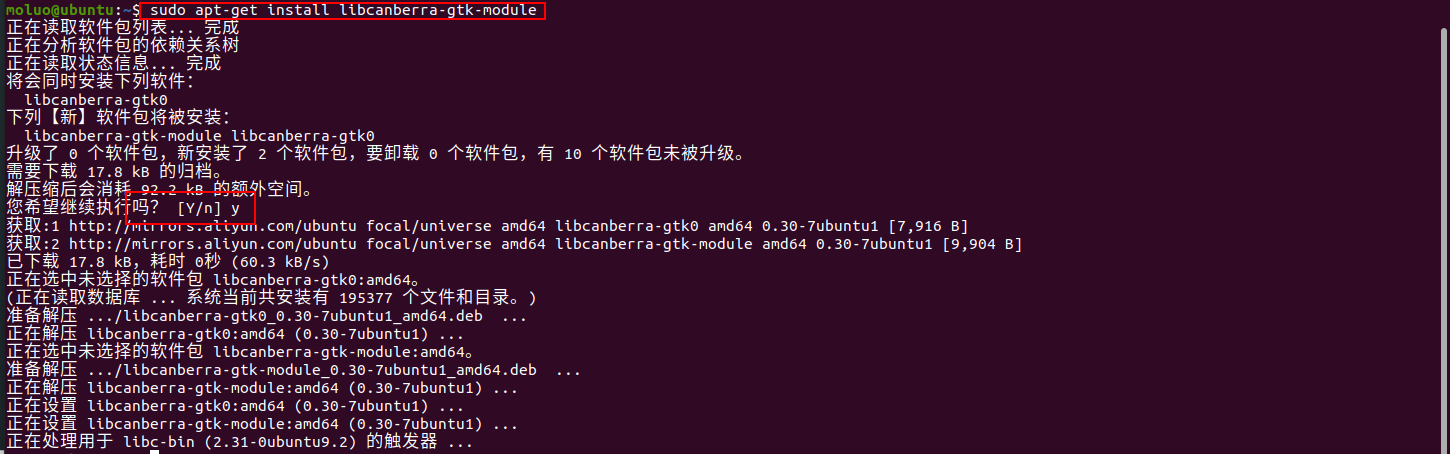 moluo@ubuntu:~$ sudo apt-get install libcanberra-gtk-module
正在读取软件包列表... 完成
正在分析软件包的依赖关系树
正在读取状态信息... 完成
将会同时安装下列软件：
  libcanberra-gtk0
下列【新】软件包将被安装：
  libcanberra-gtk-module libcanberra-gtk0
升级了 0 个软件包，新安装了 2 个软件包，要卸载 0 个软件包，有 10 个软件包未被升级。
需要下载 17.8 kB 的归档。
解压缩后会消耗 92.2 kB 的额外空间。
您希望继续执行吗？ [Y/n] y
获取:1 http://mirrors.aliyun.com/ubuntu focal/universe amd64 libcanberra-gtk0 amd64 0.30-7ubuntu1 [7,916 B]
获取:2 http://mirrors.aliyun.com/ubuntu focal/universe amd64 libcanberra-gtk-module amd64 0.30-7ubuntu1 [9,904 B]
已下载 17.8 kB，耗时 0秒 (60.3 kB/s)
正在选中未选择的软件包 libcanberra-gtk0:amd64。
(正在读取数据库 ... 系统当前共安装有 195377 个文件和目录。)
准备解压 .../libcanberra-gtk0_0.30-7ubuntu1_amd64.deb  ...
正在解压 libcanberra-gtk0:amd64 (0.30-7ubuntu1) ...
正在选中未选择的软件包 libcanberra-gtk-module:amd64。
准备解压 .../libcanberra-gtk-module_0.30-7ubuntu1_amd64.deb  ...
正在解压 libcanberra-gtk-module:amd64 (0.30-7ubuntu1) ...
正在设置 libcanberra-gtk0:amd64 (0.30-7ubuntu1) ...
正在设置 libcanberra-gtk-module:amd64 (0.30-7ubuntu1) ...
正在处理用于 libc-bin (2.31-0ubuntu9.2) 的触发器 ...